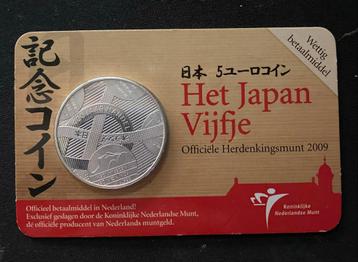 記念コイン
Wettig
betaalmiddel
日本 5ユーロコイン
Het Japan
Vijfje
Officiële Herdenkingsmunt 2009
Officieel betaalmiddel in Nederland!
Exclusief geslagen door de Koninklijke Nederlandse Munt,
dé officiële producent van Nederlands muntgeld.
Koninklijke
Nederlandse Munt